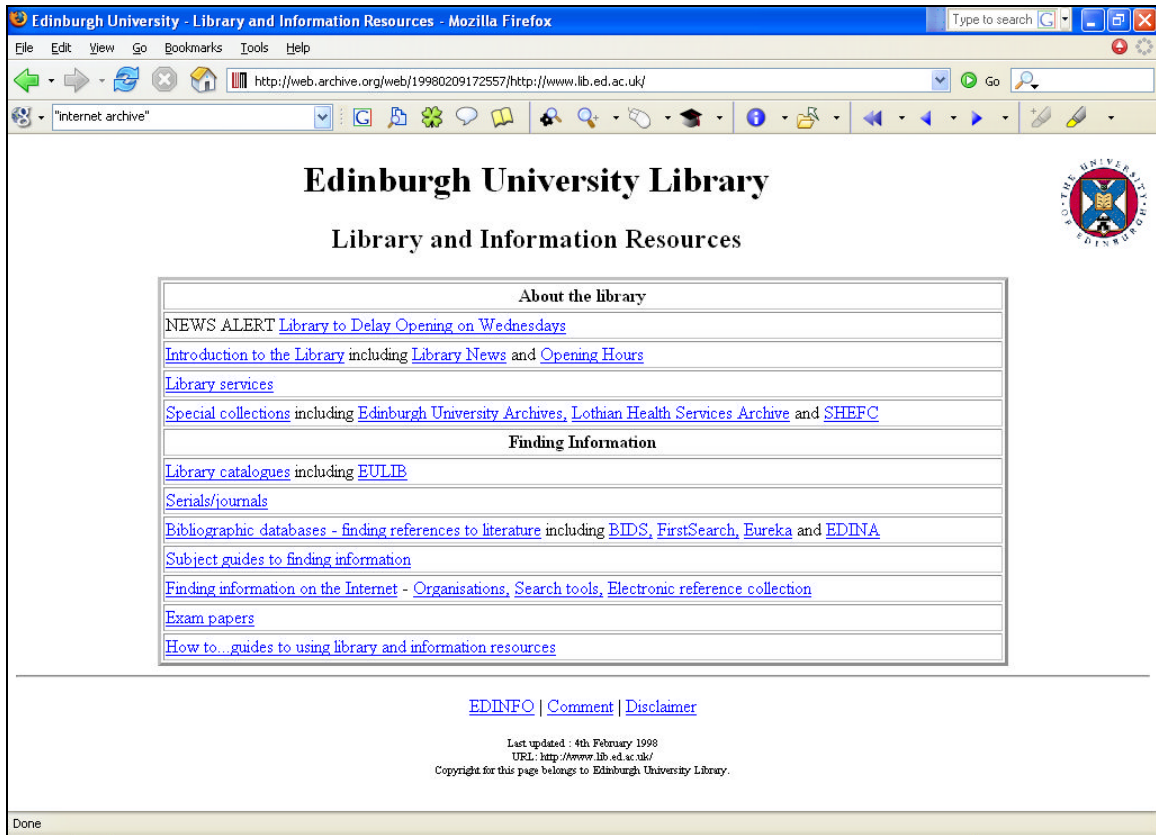 Edinburgh University - Library and Information Resources - Mozilla Firefox
Type to search
File Edit View Go Bookmarks Tools Help
http://web.archive.org/web/19980209172557/http://www.lib.ed.ac.uk/
Go
"internet archive"
Edinburgh University Library
THE UNIVERSITY OF EDINBURGH
Library and Information Resources
About the library
NEWS ALERT Library to Delay Opening on Wednesdays
Introduction to the Library including Library News and Opening Hours
Library services
Special collections including Edinburgh University Archives, Lothian Health Services Archive and SHEFC
Finding Information
Library catalogues including EULIB
Serials/journals
Bibliographic databases - finding references to literature including BIDS, FirstSearch, Eureka and EDINA
Subject guides to finding information
Finding information on the Internet - Organisations, Search tools, Electronic reference collection
Exam papers
How to...guides to using library and information resources
EDINFO | Comment | Disclaimer
Last updated : 4th February 1998
URL: http://www.lib.ed.ac.uk/
Copyright for this page belongs to Edinburgh University Library.
Done